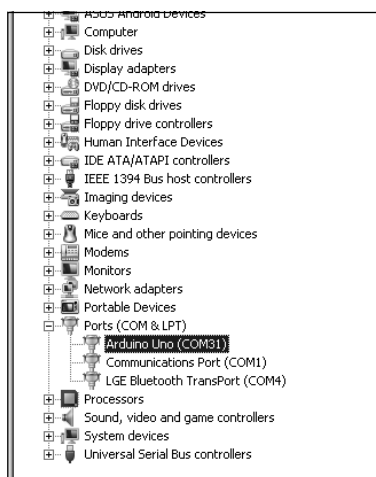 ASUS Android Devices
Computer
Disk drives
Display adapters
DVD/CD-ROM drives
Floppy disk drives
Floppy drive controllers
Human Interface Devices
IDE ATA/ATAPI controllers
IEEE 1394 Bus host controllers
Imaging devices
Keyboards
Mice and other pointing devices
Modems
Monitors
Network adapters
Portable Devices
Ports (COM & LPT)
Arduino Uno (COM31)
Communications Port (COM1)
LGE Bluetooth TransPort (COM4)
Processors
Sound, video and game controllers
System devices
Universal Serial Bus controllers